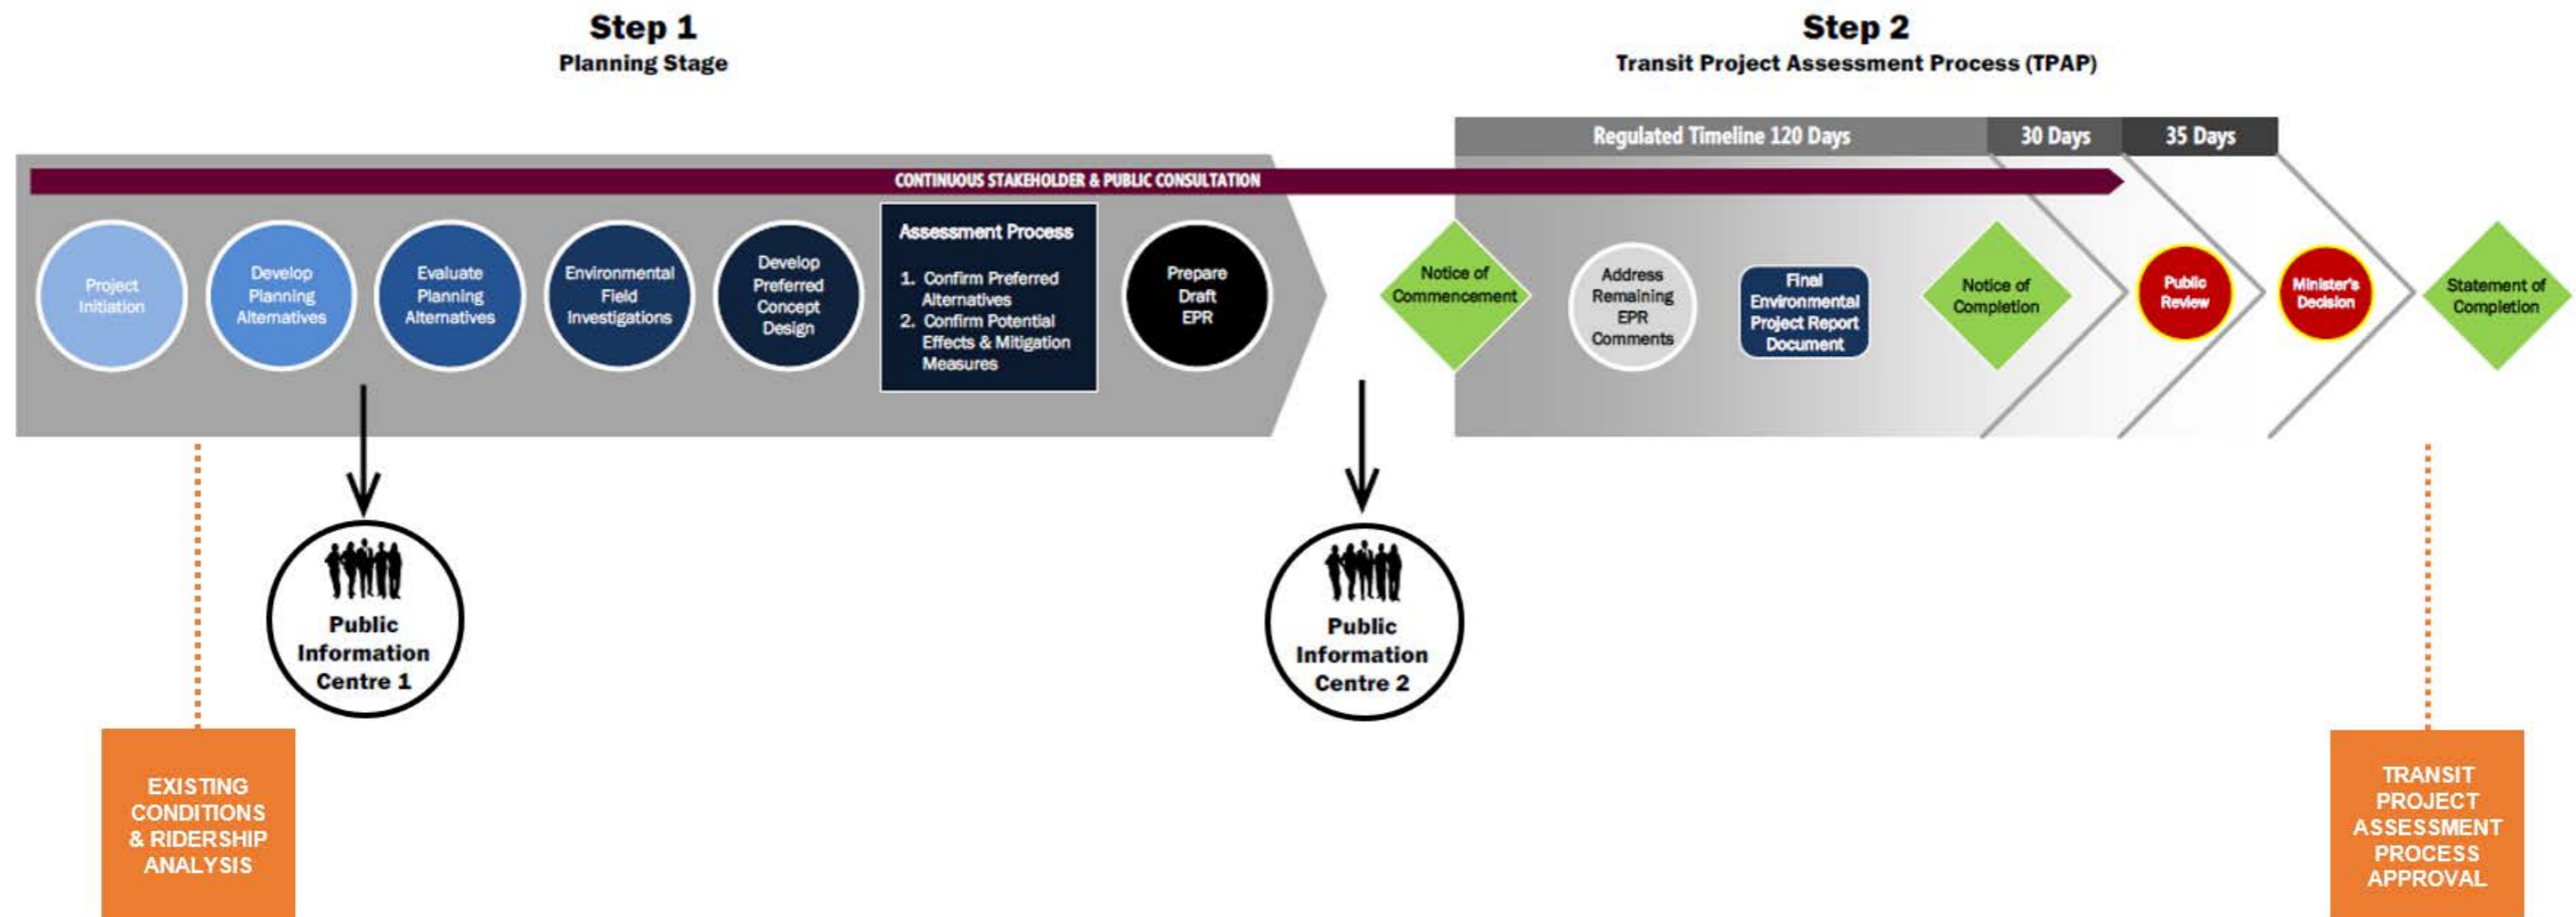 Step 1
Planning Stage
Step 2
Transit Project Assessment Process (TPAP)
Regulated Timeline 120 Days
30 Days
35 Days
CONTINUOUS STAKEHOLDER & PUBLIC CONSULTATION
Project
Initiation
Develop
Planning
Alternatives
Evaluate
Planning
Alternatives
Environmental
Field
Investigations
Develop
Preferred
Concept
Design
Assessment Process
1. Confirm Preferred
Alternatives
2. Confirm Potential
Effects & Mitigation
Measures
Prepare
Draft
EPR
Notice of
Commencement
Address
Remaining
EPR
Comments
Final
Environmental
Project Report
Document
Notice of
Completion
Public
Review
Minister's
Decision
Statement of
Completion
Public
Information
Centre 1
Public
Information
Centre 2
EXISTING
CONDITIONS
& RIDERSHIP
ANALYSIS
TRANSIT
PROJECT
ASSESSMENT
PROCESS
APPROVAL